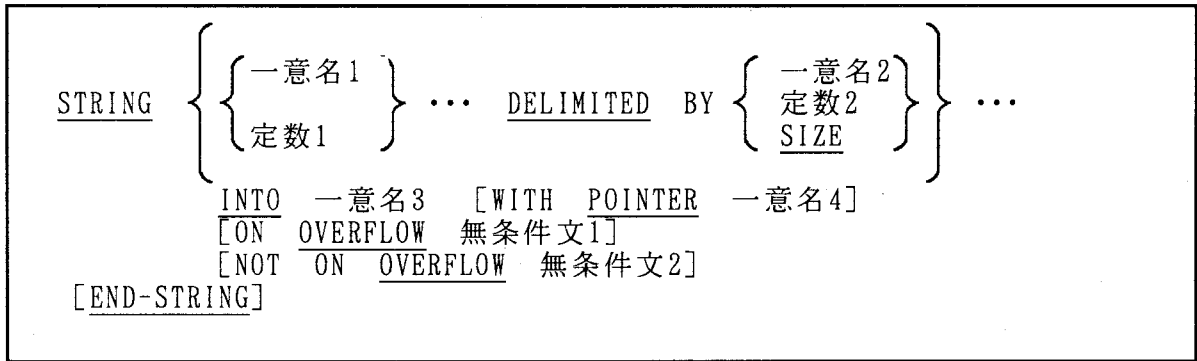 一意名1 一意名2
STRING ... DELIMITED BY 定数2
定数1 SIZE ...
INTO 一意名3 [WITH POINTER 一意名4]
[ON OVERFLOW 無条件文1]
[NOT ON OVERFLOW 無条件文2]
[END-STRING]